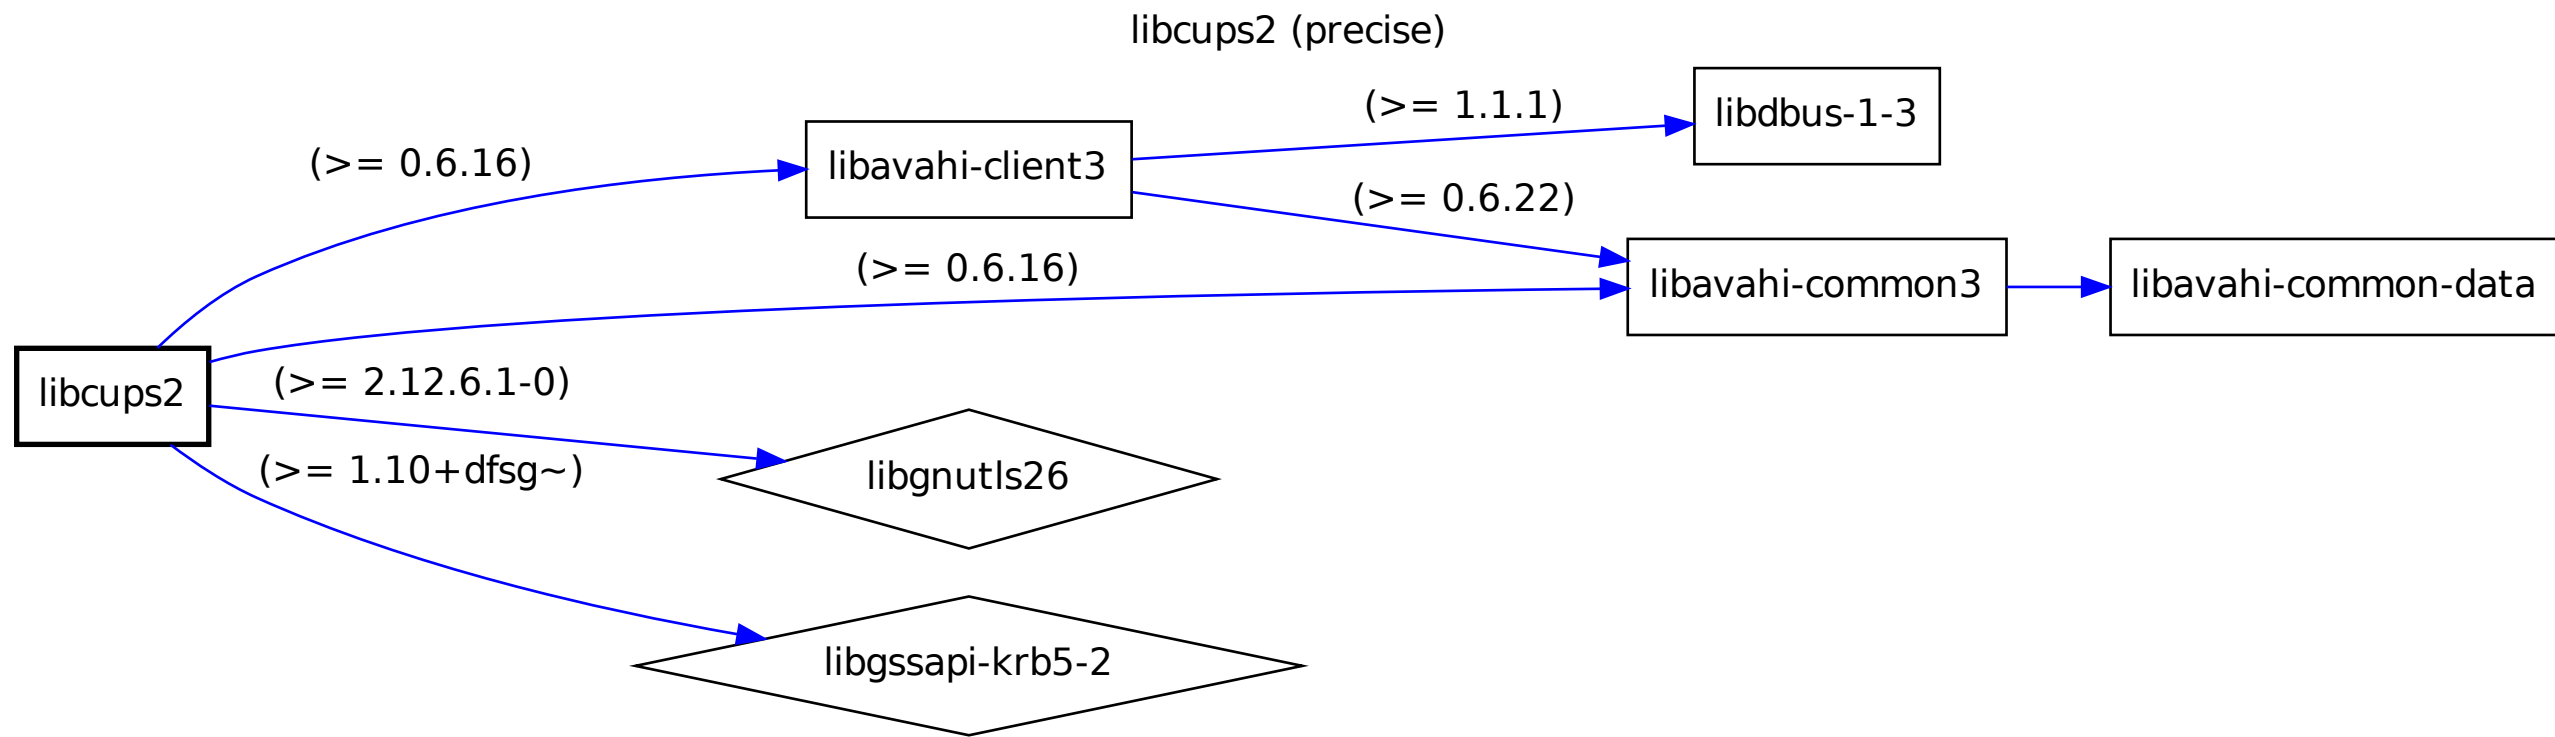 libcups2 (precise)
(>= 1.1.1)
libdbus-1-3
(>= 0.6.16)
libavahi-client3
(>= 0.6.22)
(>= 0.6.16)
libavahi-common3
libavahi-common-data
libcups2
(>= 2.12.6.1-0)
(>= 1.10+dfsg~)
libgnutls26
libgssapi-krb5-2